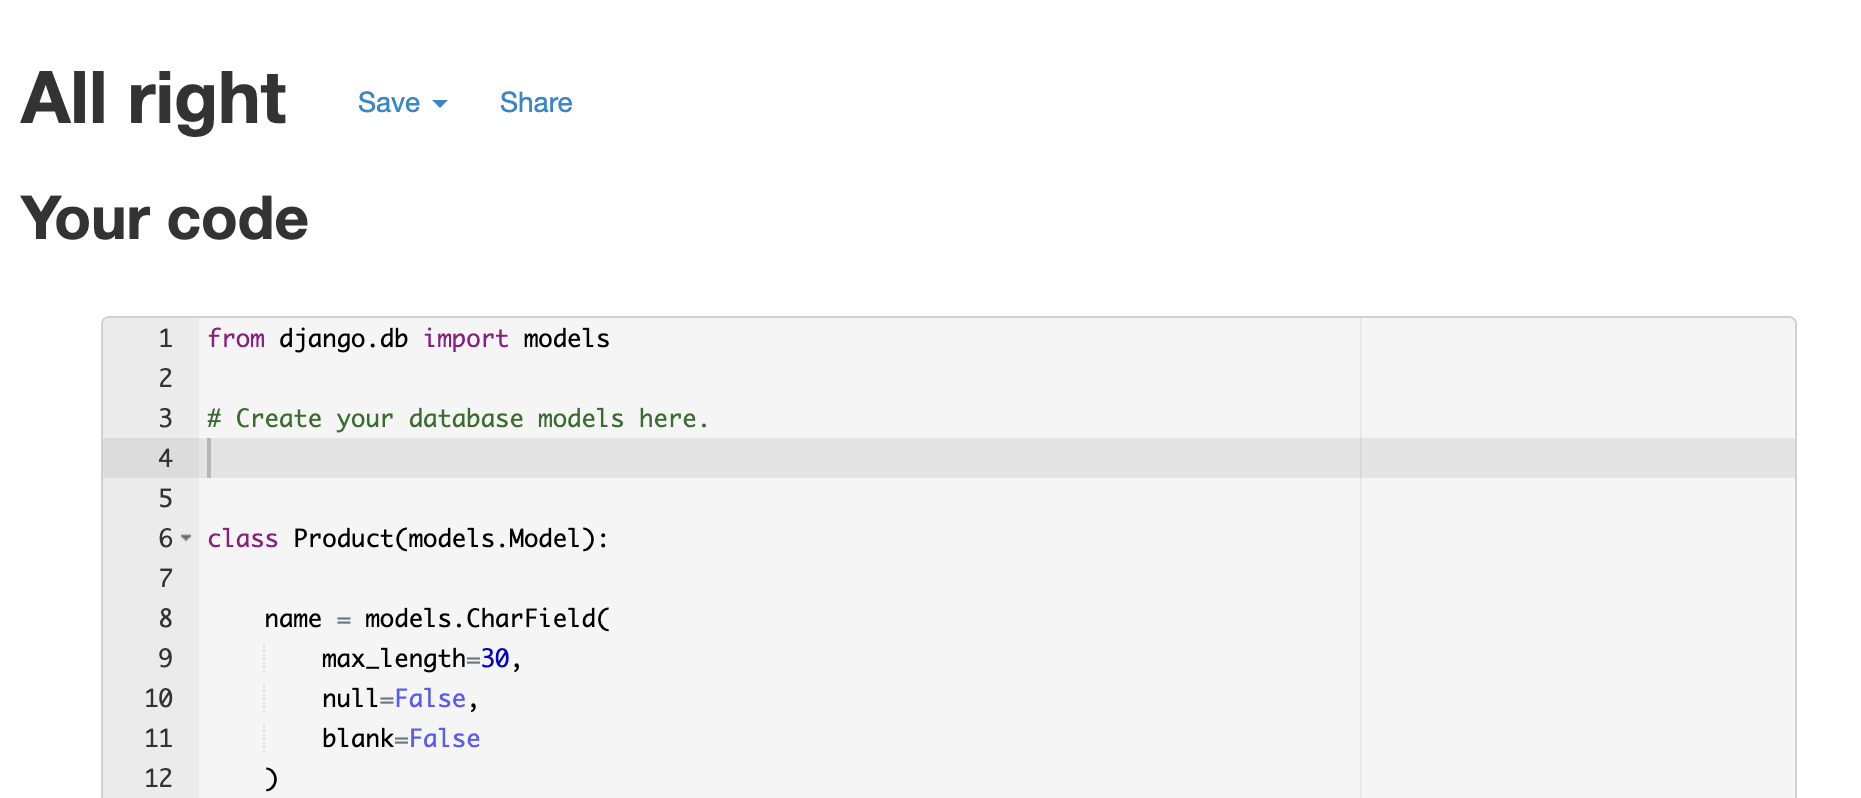 All right Save Share
Your code
1 from django.db import models
2
3 # Create your database models here.
4
5
6 class Product(models.Model):
7
8     name = models.CharField(
9         max_length=30,
10         null=False,
11         blank=False
12     )